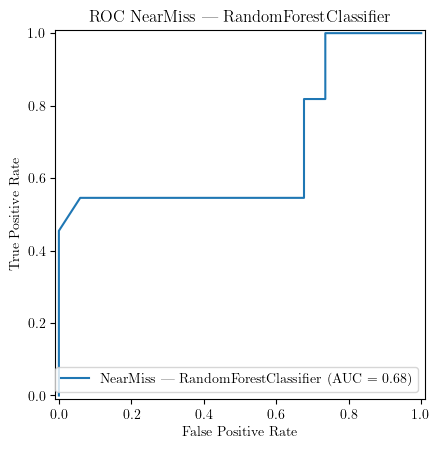 ROC NearMiss — RandomForestClassifier
1.0
0.8
0.6
0.4
0.2
0.0
True Positive Rate
NearMiss — RandomForestClassifier (AUC = 0.68)
0.0 0.2 0.4 0.6 0.8 1.0
False Positive Rate